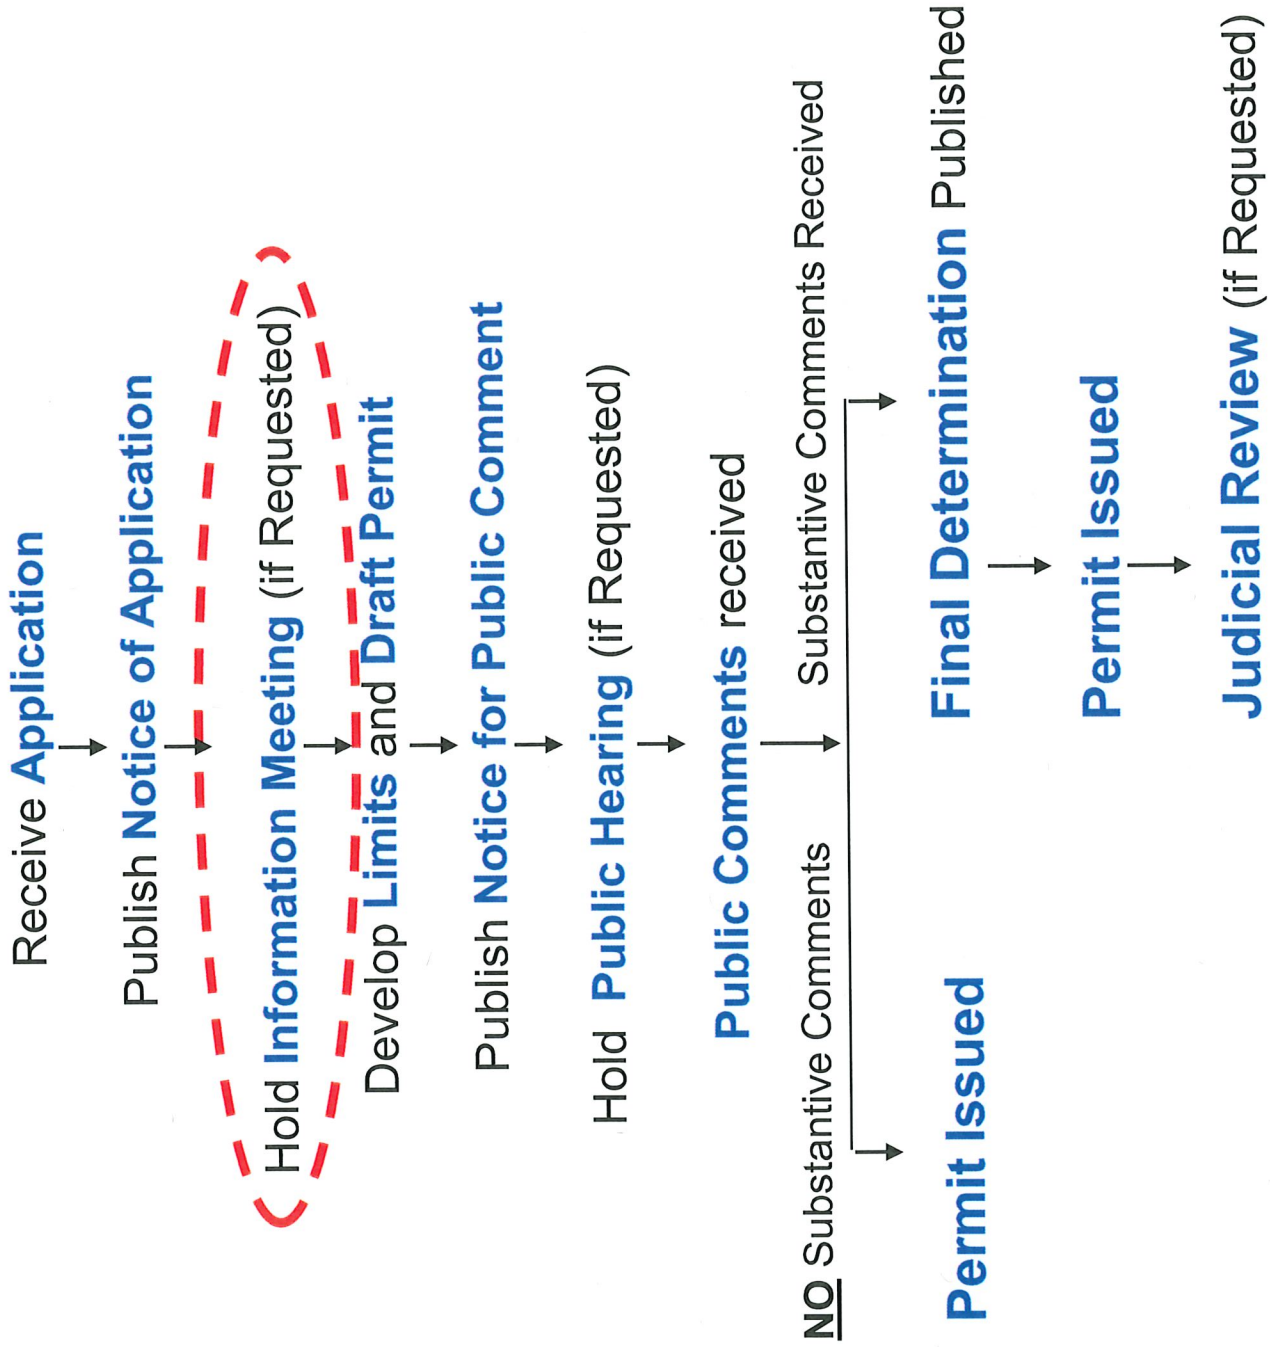 Receive Application
Publish Notice of Application
Hold Information Meeting (if Requested)
Develop Limits and Draft Permit
Publish Notice for Public Comment
Hold Public Hearing (if Requested)
Public Comments received
NO Substantive Comments
Substantive Comments Received
Permit Issued
Final Determination Published
Permit Issued
Judicial Review (if Requested)